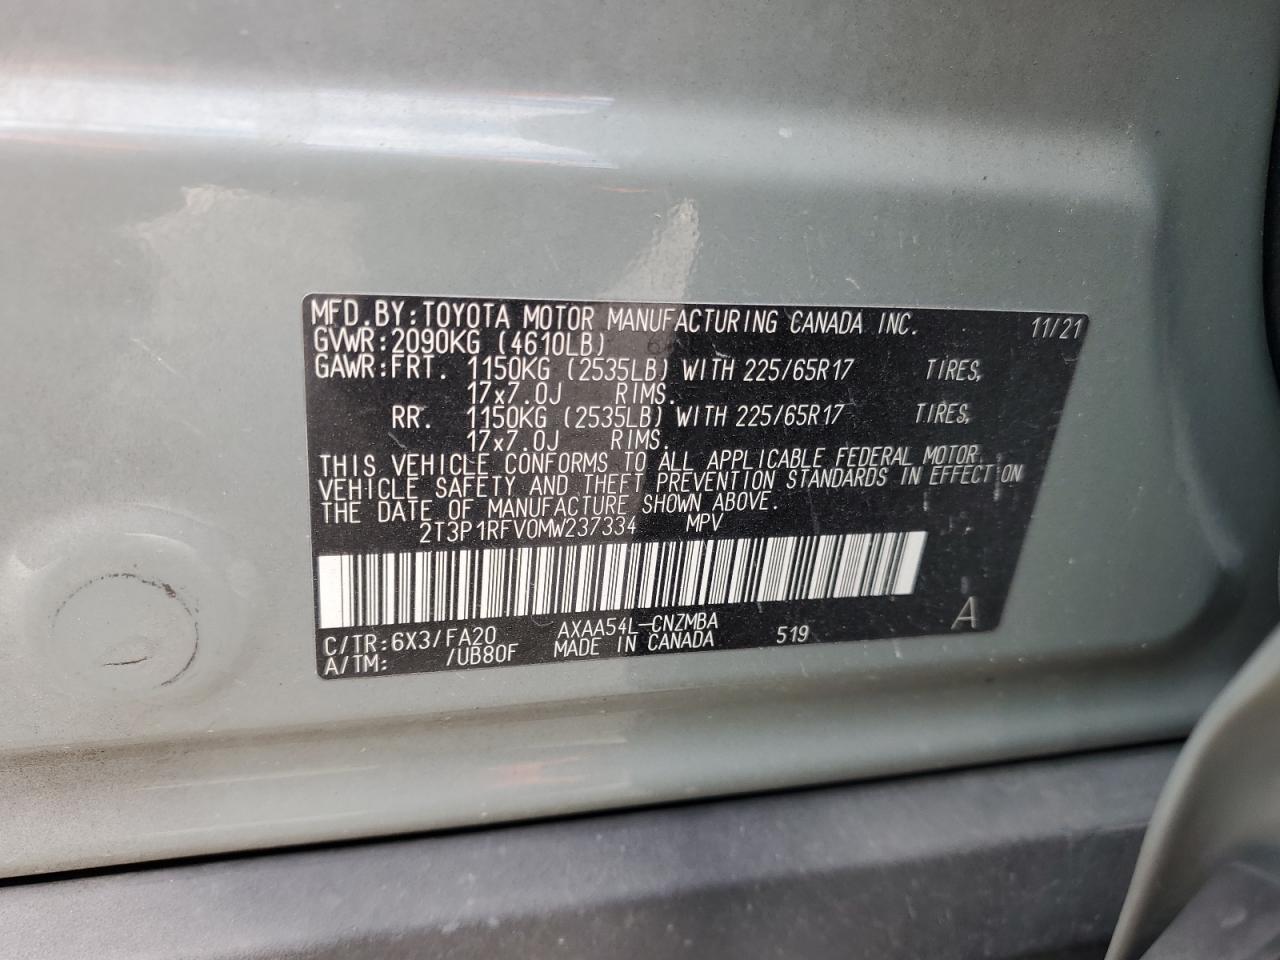 MFD.BY:TOYOTA MOTOR MANUFACTURING CANADA INC. 11/21
GVWR:2090KG (4610LB)
GAWR:FRT. 1150KG (2535LB) WITH 225/65R17 TIRES,
17x7.0J RIMS.
RR. 1150KG (2535LB) WITH 225/65R17 TIRES,
17x7.0J RIMS.
THIS VEHICLE CONFORMS TO ALL APPLICABLE FEDERAL MOTOR
VEHICLE SAFETY AND THEFT PREVENTION STANDARDS IN EFFECT ON
THE DATE OF MANUFACTURE SHOWN ABOVE.
2T3P1RFV0MW237334 MPV
C/TR:6X3/FA20 AXAA54L-CNZMBA 519 A
A/TM: /UB80F MADE IN CANADA